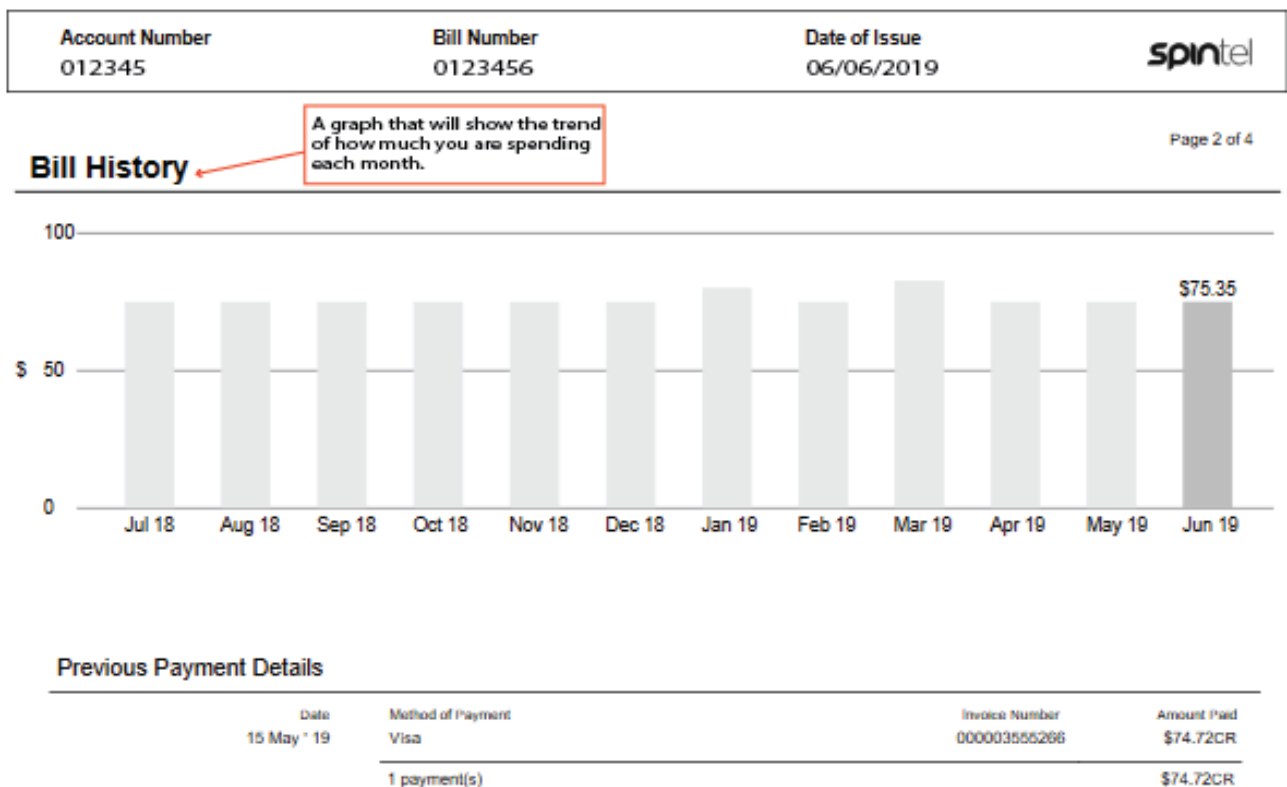 Account Number Bill Number Date of Issue spintel
012345 0123456 06/06/2019
A graph that will show the trend
of how much you are spending
each month.
Page 2 of 4
Bill History
100
$75.35
$ 50
0
Jul 18 Aug 18 Sep 18 Oct 18 Nov 18 Dec 18 Jan 19 Feb 19 Mar 19 Apr 19 May 19 Jun 19
Previous Payment Details
Date Method of Payment Invoice Number Amount Paid
15 May ' 19 Visa 000003555266 $74.72CR
1 payment(s) $74.72CR